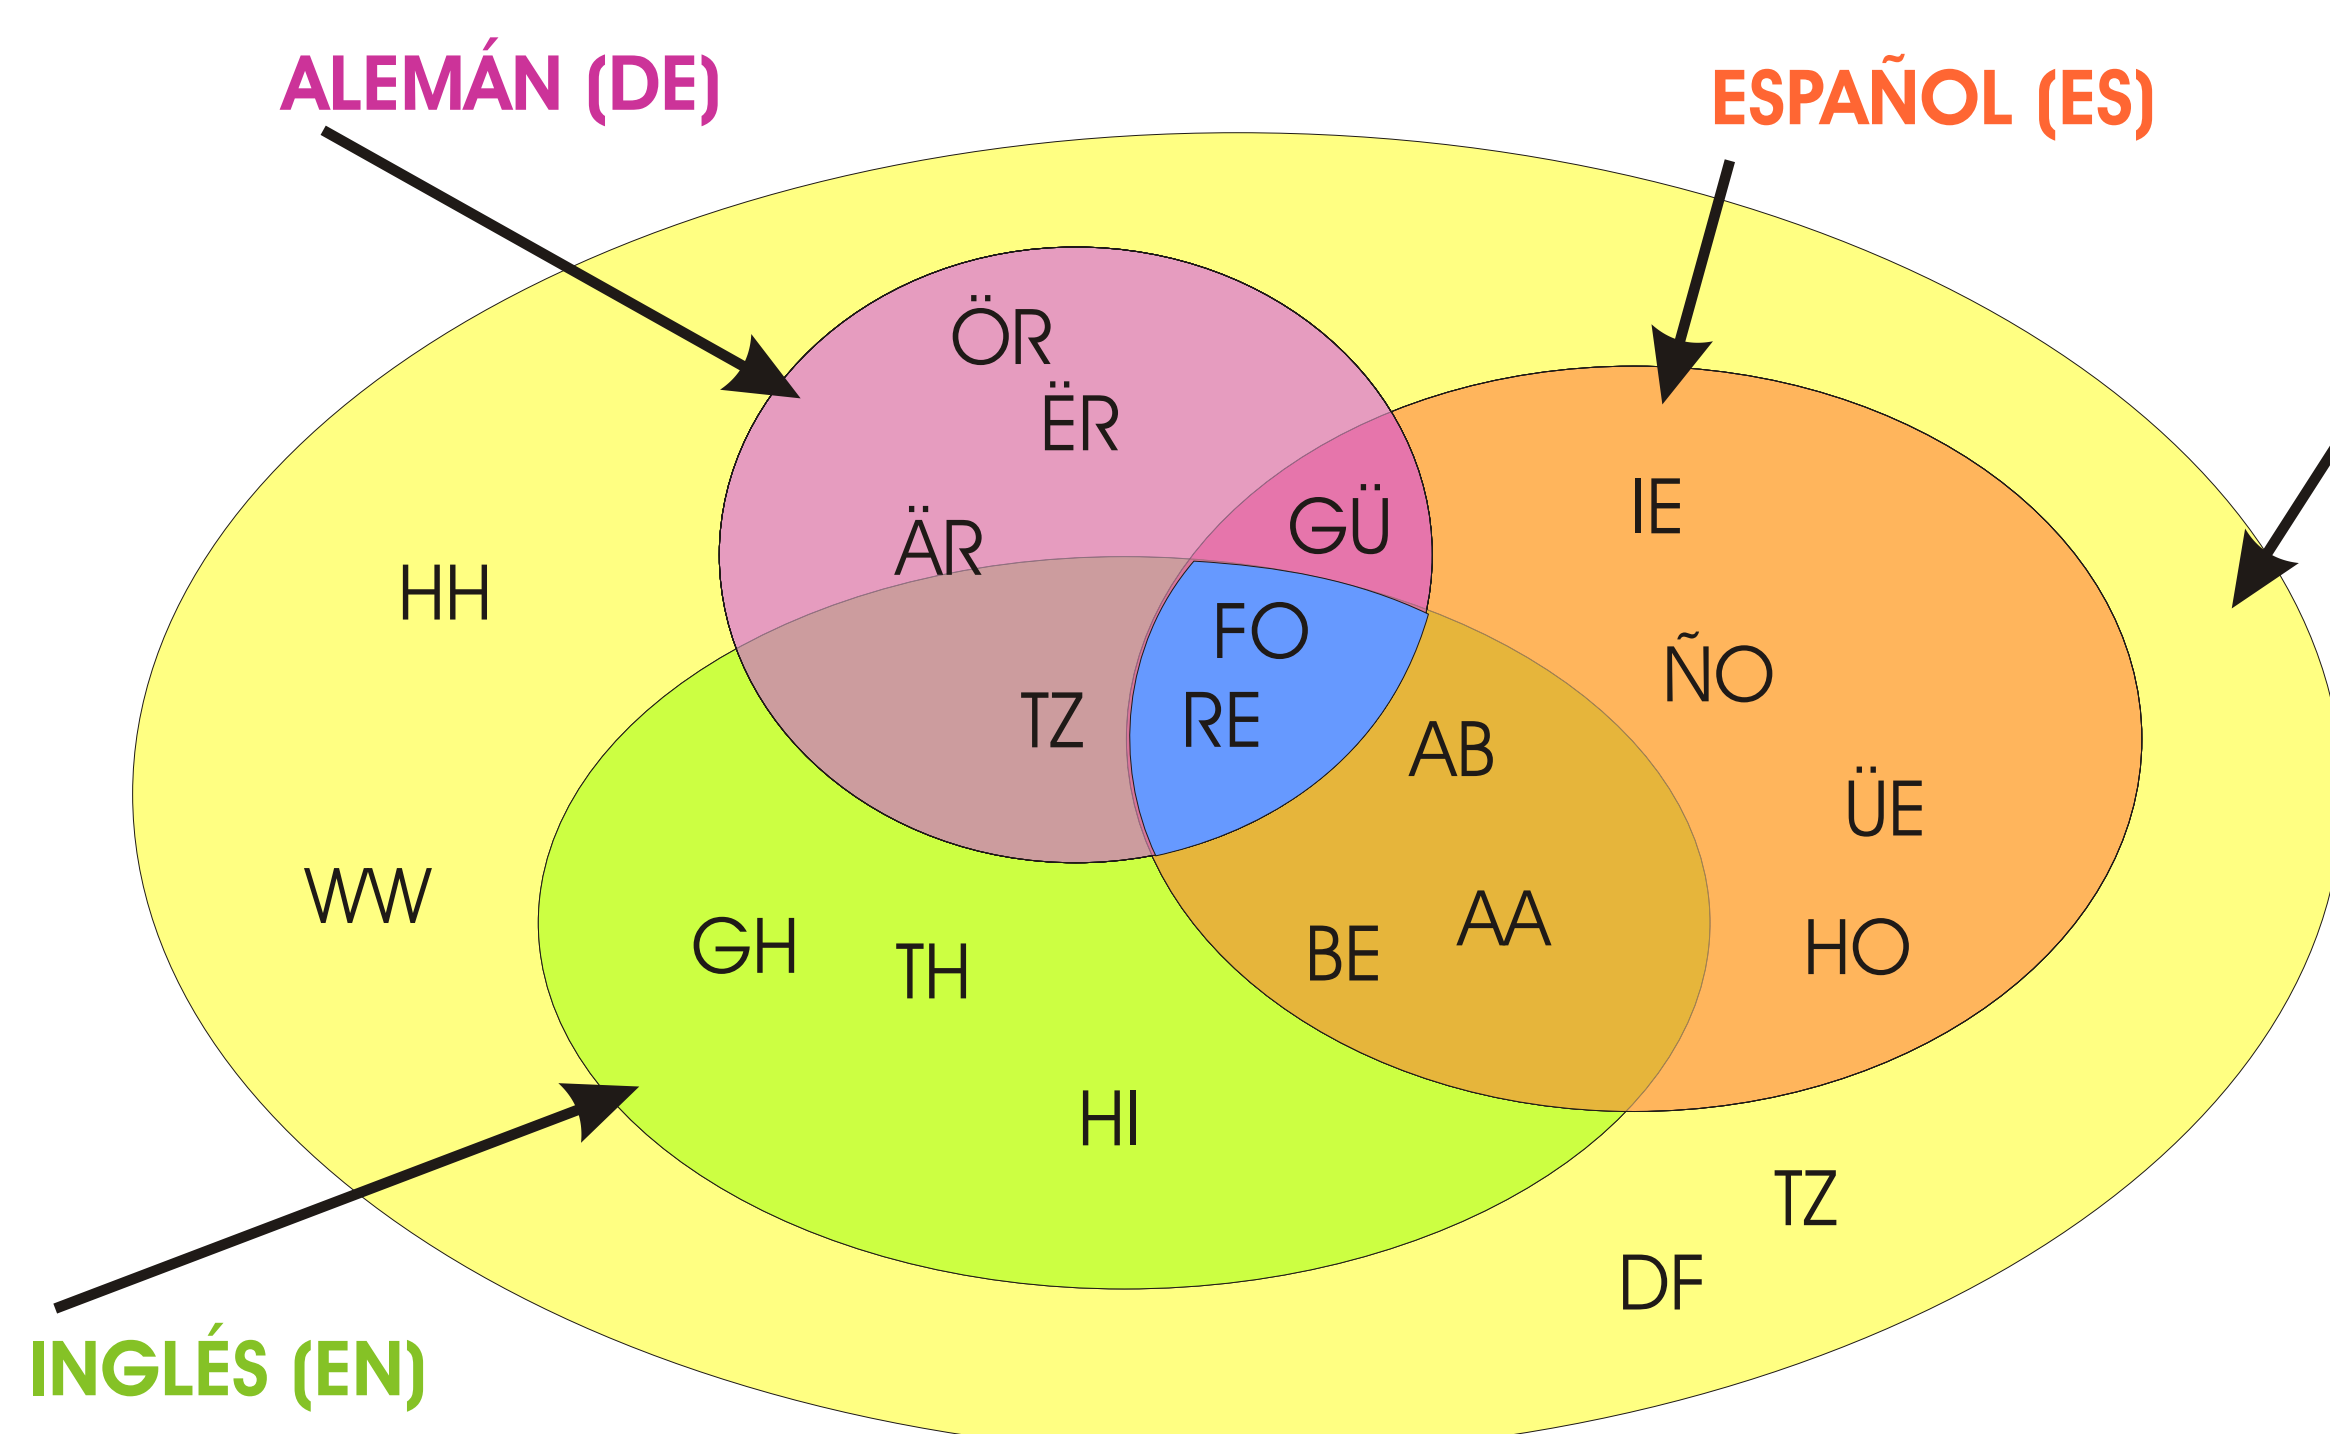 ALEMÁN (DE)
ESPAÑOL (ES)
ÖR
ËR
GÜ
IE
ÄR
HH
FO
ÑO
TZ
RE
AB
ÜE
WW
GH
TH
BE
AA
HO
HI
TZ
DF
INGLÉS (EN)